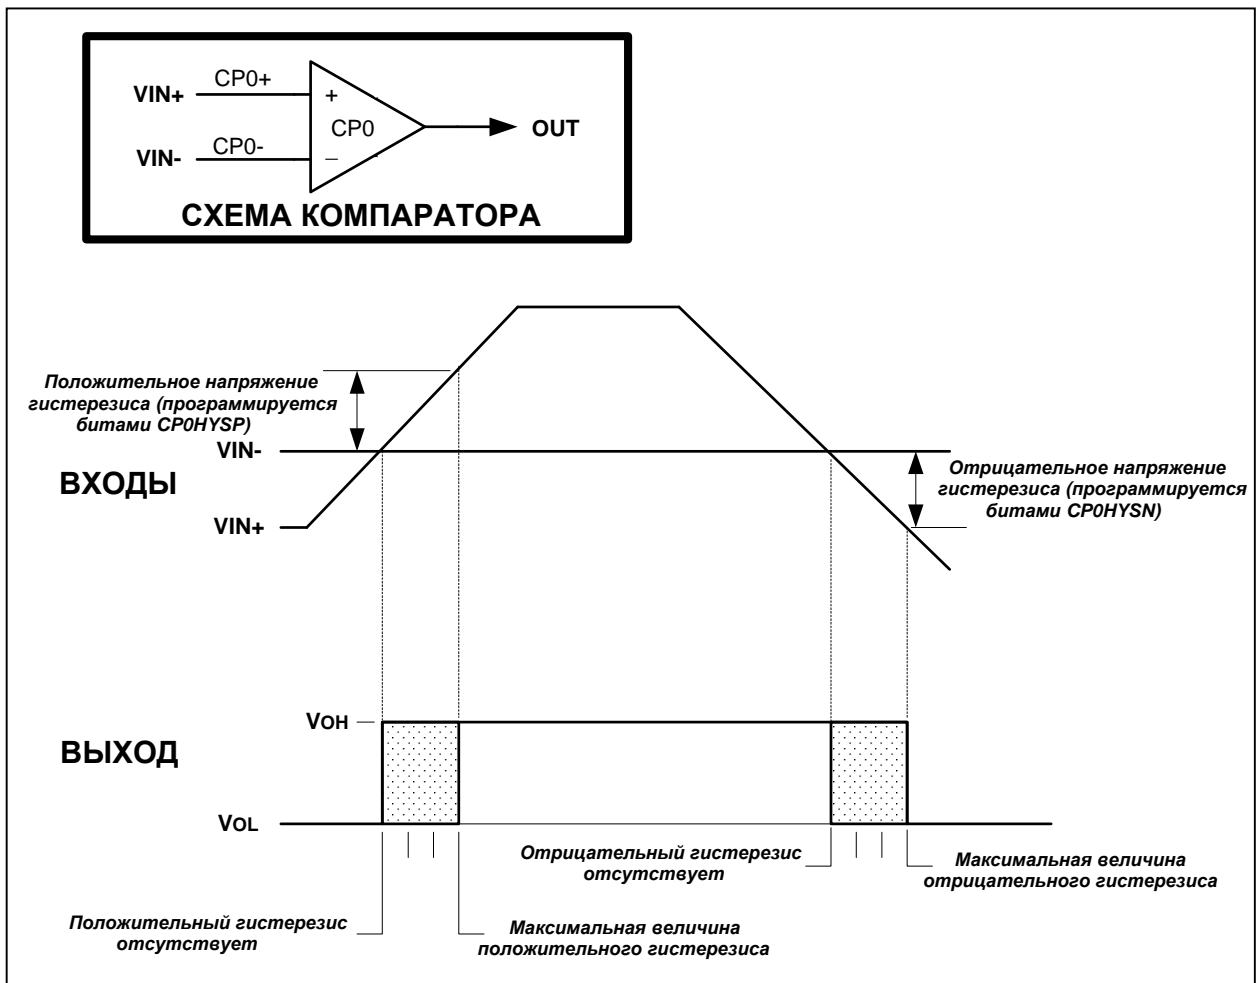 VIN+
CP0+
+
CP0
OUT
VIN-
CP0-
–
СХЕМА КОМПАРАТОРА
Положительное напряжение
гистерезиса (программируется
битами CP0HYSP)
VIN-
ВХОДЫ
VIN+
Отрицательное напряжение
гистерезиса (программируется
битами CP0HYSN)
VOH
ВЫХОД
VOL
Отрицательный гистерезис
отсутствует
Максимальная величина
отрицательного гистерезиса
Положительный гистерезис
отсутствует
Максимальная величина
положительного гистерезиса